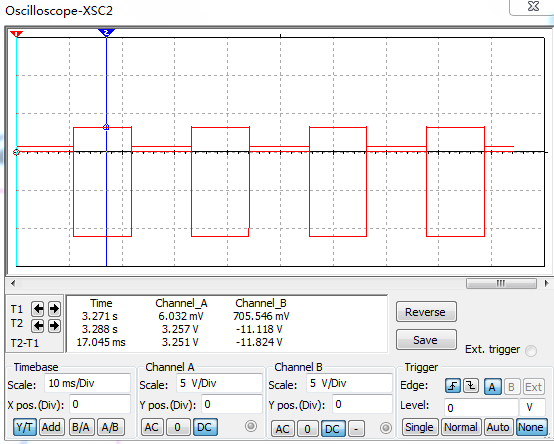 Oscilloscope-XSC2
1
2
T1
T2
T2-T1
Time Channel_A Channel_B
3.271 s 6.032 mV 705.546 mV
3.288 s 3.257 V -11.118 V
17.045 ms 3.251 V -11.824 V
Reverse
Save
Ext. trigger
Timebase
Scale: 10 ms/Div
X pos.(Div): 0
Y/T Add B/A A/B
Channel A
Scale: 5 V/Div
Y pos.(Div): 0
AC 0 DC
Channel B
Scale: 5 V/Div
Y pos.(Div): 0
AC 0 DC -
Trigger
Edge: A B Ext
Level: 0 V
Single Normal Auto None